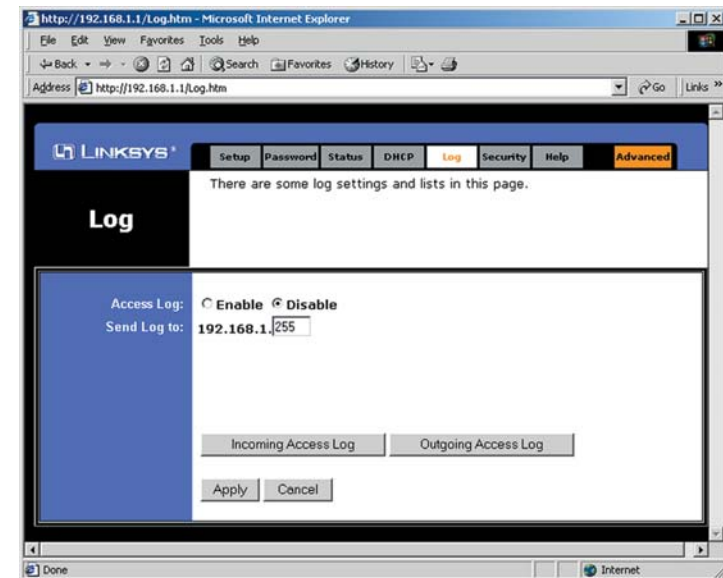 http://192.168.1.1/Log.htm - Microsoft Internet Explorer
File Edit View Favorites Tools Help
Back Search Favorites History
Address http://192.168.1.1/Log.htm Go Links »
LINKSYS®
Setup Password Status DHCP Log Security Help Advanced
There are some log settings and lists in this page.
Log
Access Log: Enable Disable
Send Log to: 192.168.1.255
Incoming Access Log Outgoing Access Log
Apply Cancel
Done Internet